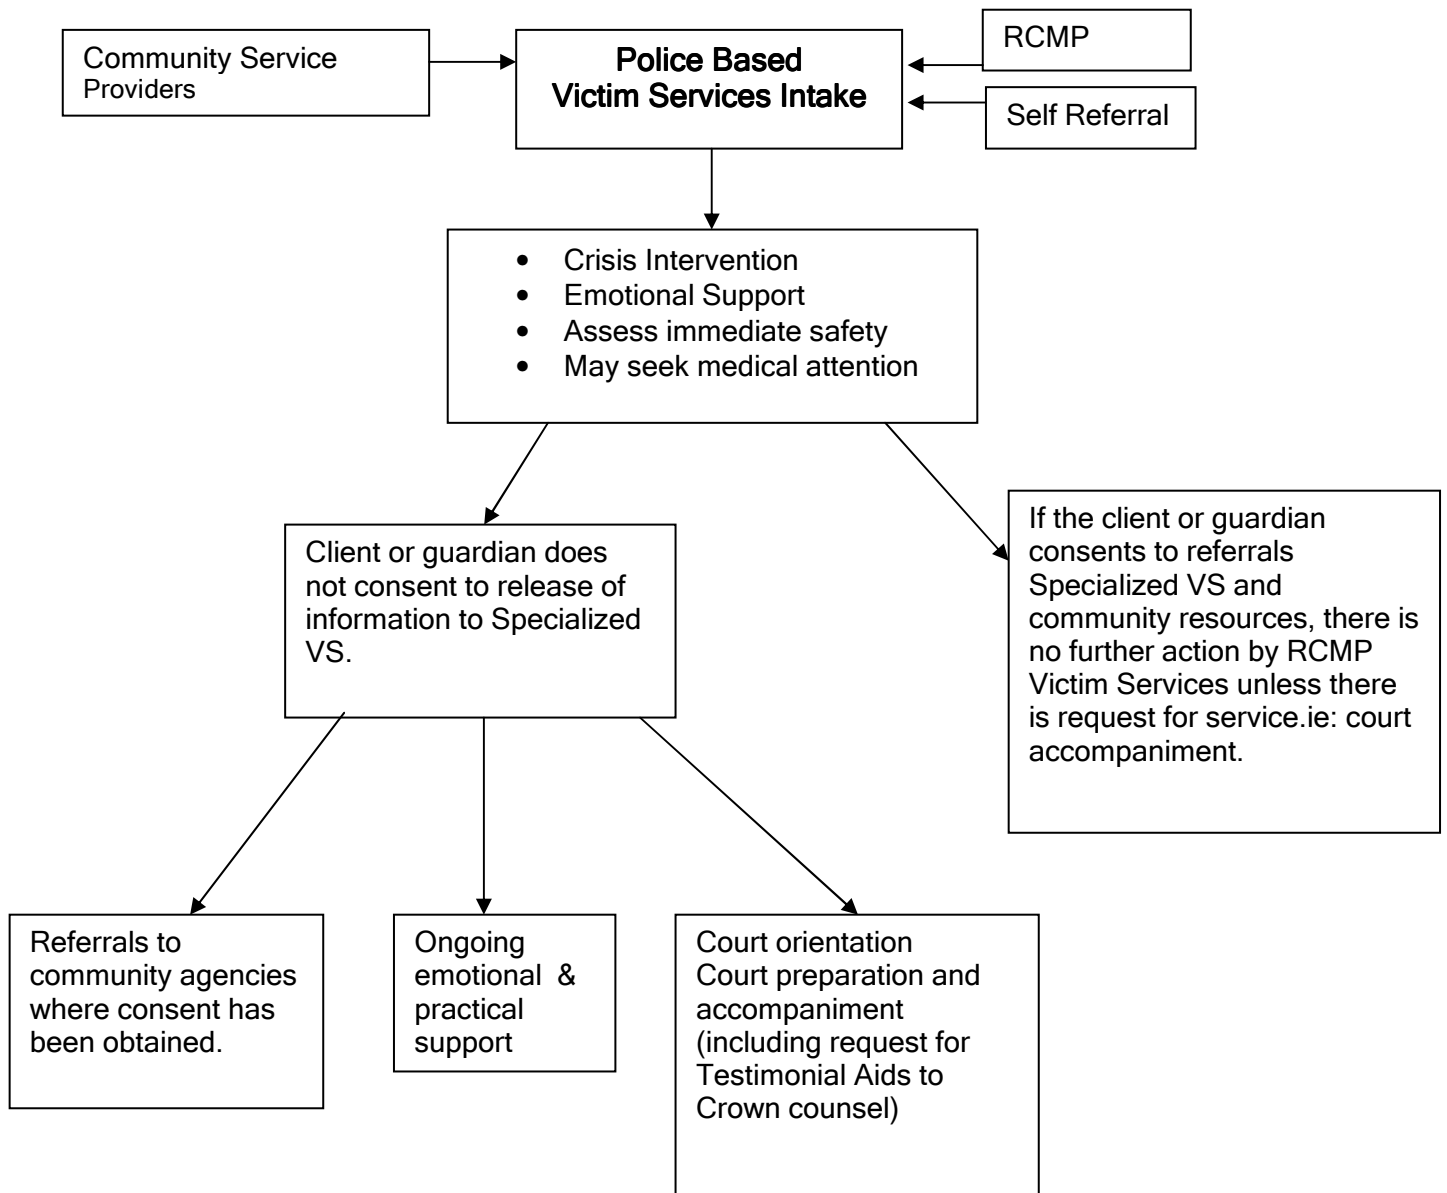 Community Service
Providers
Police Based
Victim Services Intake
RCMP
Self Referral
• Crisis Intervention
• Emotional Support
• Assess immediate safety
• May seek medical attention
Client or guardian does
not consent to release of
information to Specialized
VS.
If the client or guardian
consents to referrals
Specialized VS and
community resources, there is
no further action by RCMP
Victim Services unless there
is request for service.ie: court
accompaniment.
Referrals to
community agencies
where consent has
been obtained.
Ongoing
emotional & 
practical
support
Court orientation
Court preparation and
accompaniment
(including request for
Testimonial Aids to
Crown counsel)